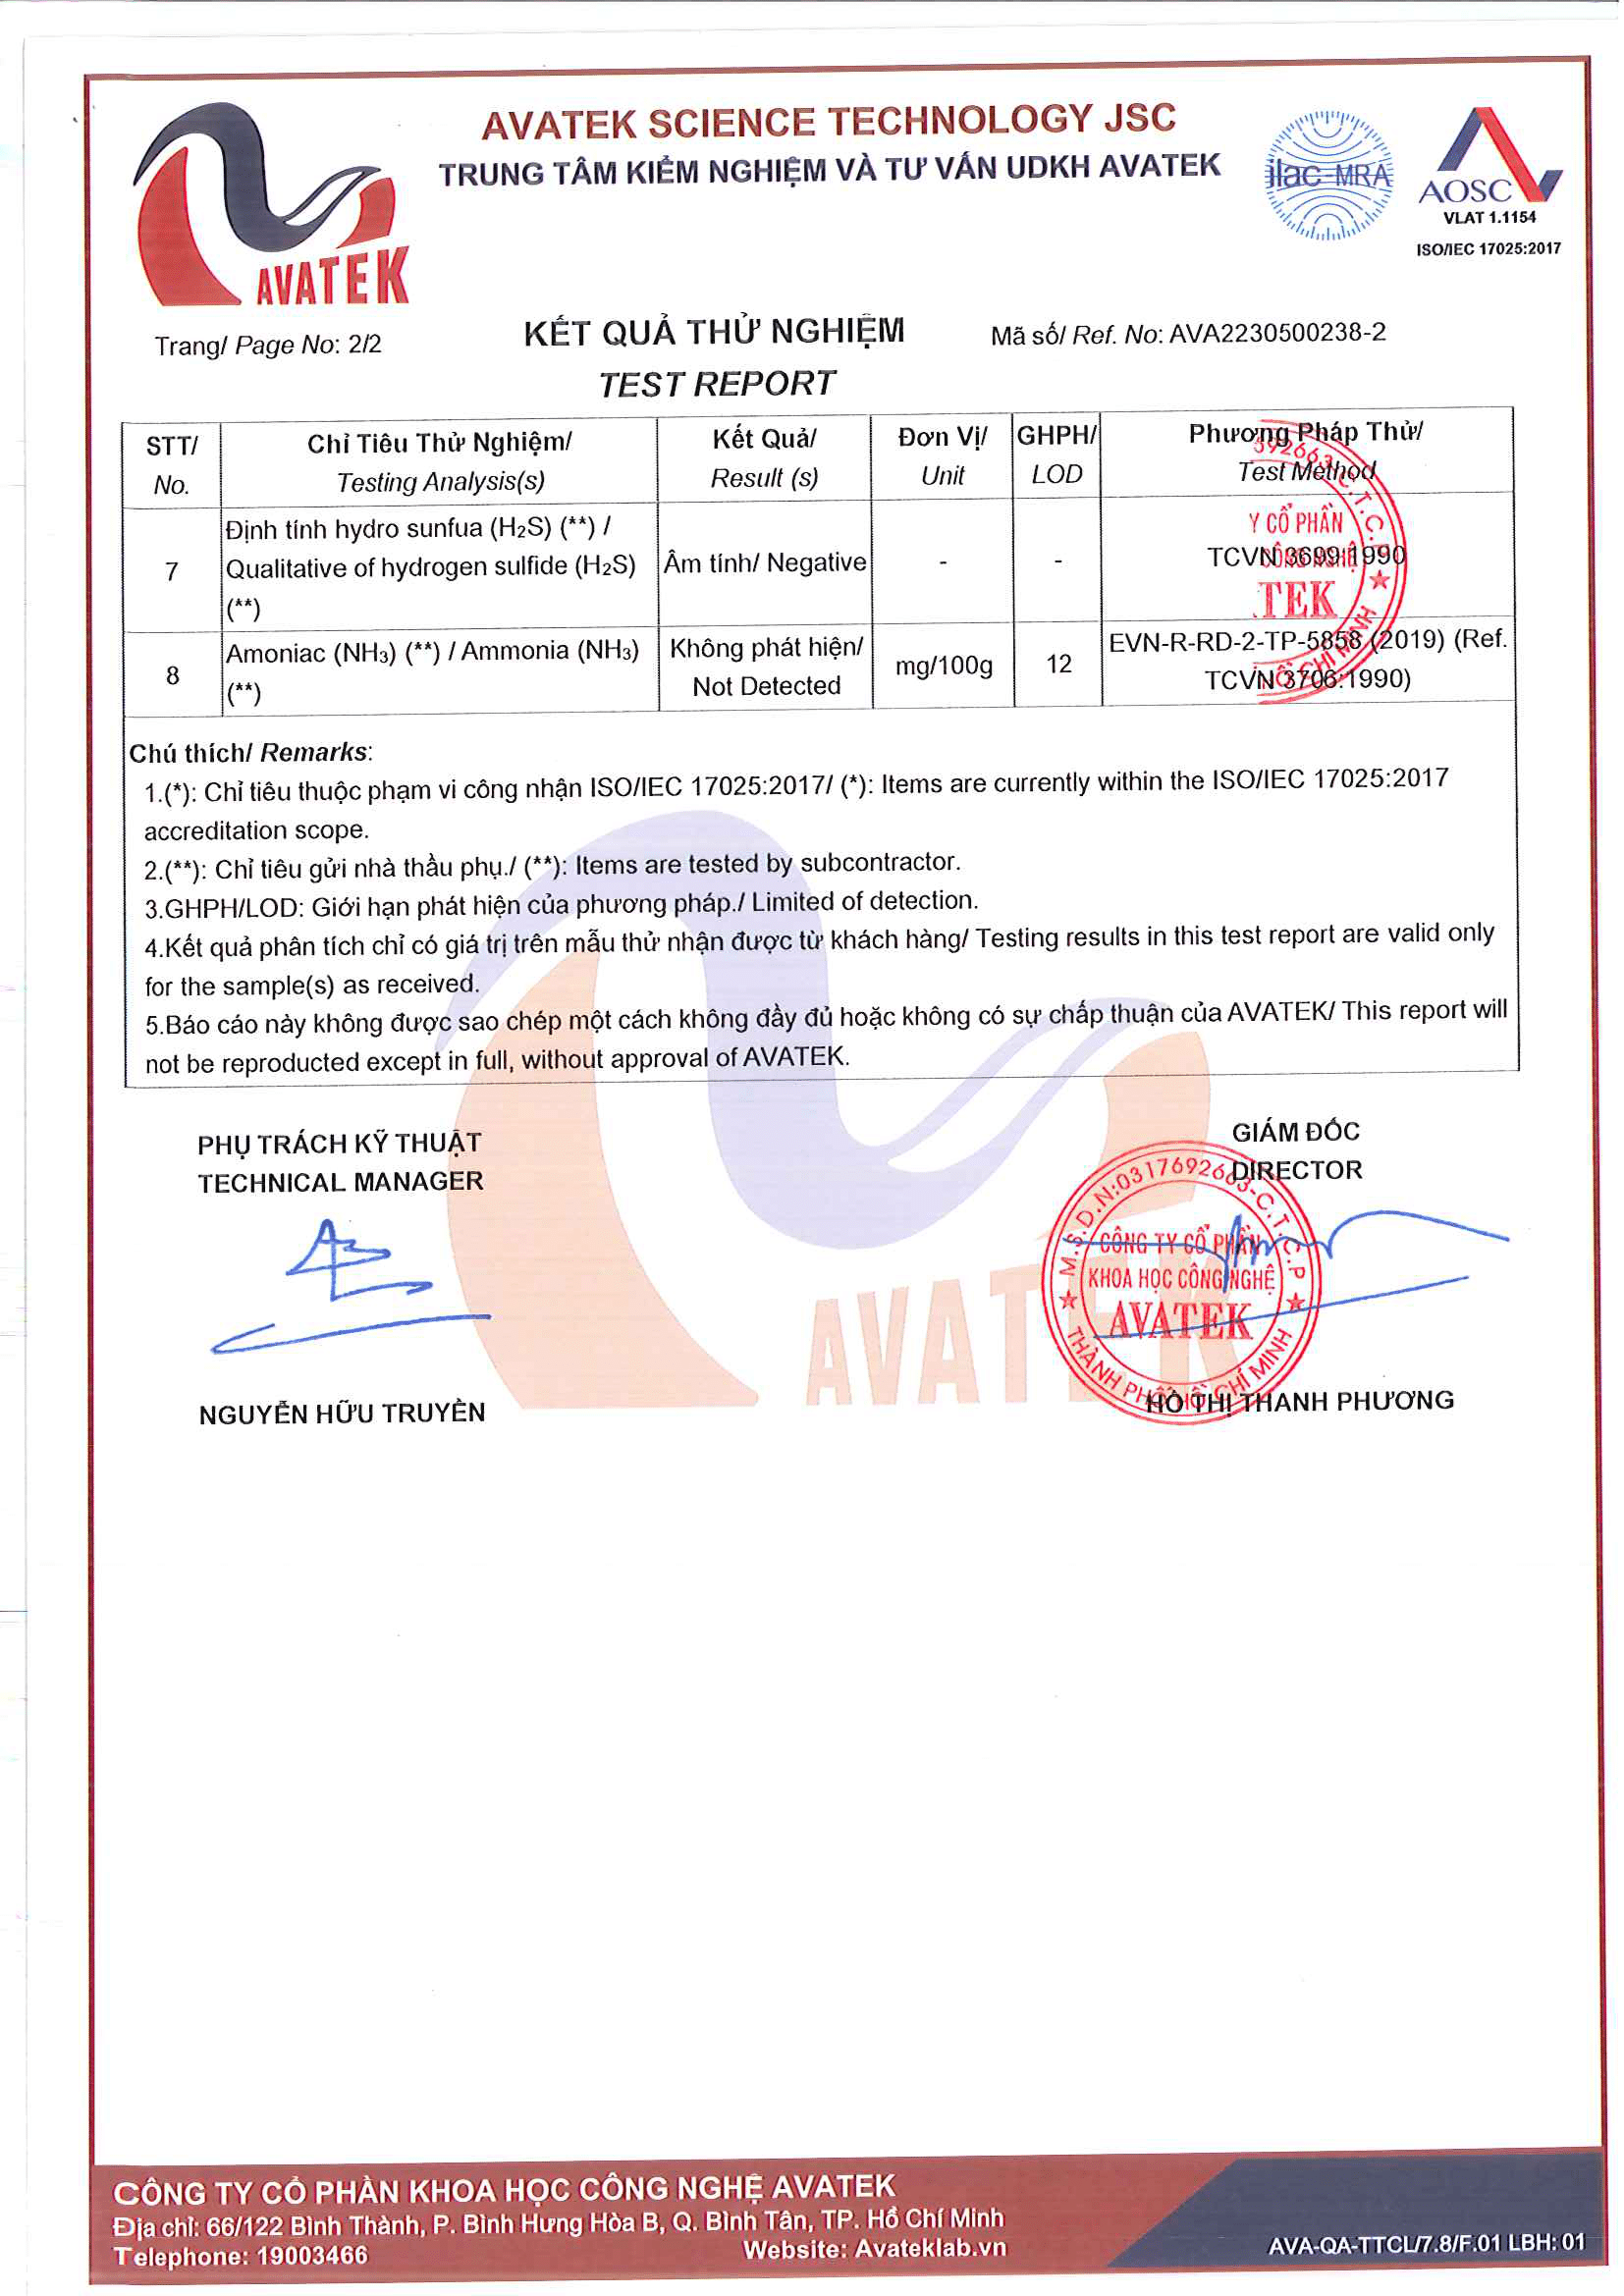 AVATEK SCIENCE TECHNOLOGY JSC
TRUNG TÂM KIỂM NGHIỆM VÀ TƯ VẤN UDKH AVATEK
AVATEK
ilac-MRA
AOSC
VLAT 1.1154
ISO/IEC 17025:2017
Trang/ Page No: 2/2
KẾT QUẢ THỬ NGHIỆM
TEST REPORT
Mã số/ Ref. No: AVA2230500238-2
STT/ No. Chỉ Tiêu Thử Nghiệm/ Testing Analysis(s) Kết Quả/ Result (s) Đơn Vị/ Unit GHPH/ LOD Phương Pháp Thử/ Test Method
7 Định tính hydro sunfua (H₂S) (**) / Qualitative of hydrogen sulfide (H₂S) (**) Âm tính/ Negative - - TCVN 3699:1990
8 Amoniac (NH₃) (**) / Ammonia (NH₃) (**) Không phát hiện/ Not Detected mg/100g 12 EVN-R-RD-2-TP-5858 (2019) (Ref. TCVN 3706:1990)
Y CỔ PHẦN
CÔNG NGHỆ
TEK
Chú thích/ Remarks:
1.(*): Chỉ tiêu thuộc phạm vi công nhận ISO/IEC 17025:2017/ (*): Items are currently within the ISO/IEC 17025:2017
accreditation scope.
2.(**): Chỉ tiêu gửi nhà thầu phụ./ (**): Items are tested by subcontractor.
3.GHPH/LOD: Giới hạn phát hiện của phương pháp./ Limited of detection.
4.Kết quả phân tích chỉ có giá trị trên mẫu thử nhận được từ khách hàng/ Testing results in this test report are valid only
for the sample(s) as received.
5.Báo cáo này không được sao chép một cách không đầy đủ hoặc không có sự chấp thuận của AVATEK/ This report will
not be reproducted except in full, without approval of AVATEK.
PHỤ TRÁCH KỸ THUẬT
TECHNICAL MANAGER
GIÁM ĐỐC
DIRECTOR
M.S.D.N:0317692663-C.T.C.P
CÔNG TY CỔ PHẦN
KHOA HỌC CÔNG NGHỆ
AVATEK
THÀNH PHỐ HỒ CHÍ MINH
AVATEK
NGUYỄN HỮU TRUYỀN
HỒ THỊ THANH PHƯƠNG
CÔNG TY CỔ PHẦN KHOA HỌC CÔNG NGHỆ AVATEK
Địa chỉ: 66/122 Bình Thành, P. Bình Hưng Hòa B, Q. Bình Tân, TP. Hồ Chí Minh
Telephone: 19003466 Website: Avateklab.vn
AVA-QA-TTCL/7.8/F.01 LBH: 01